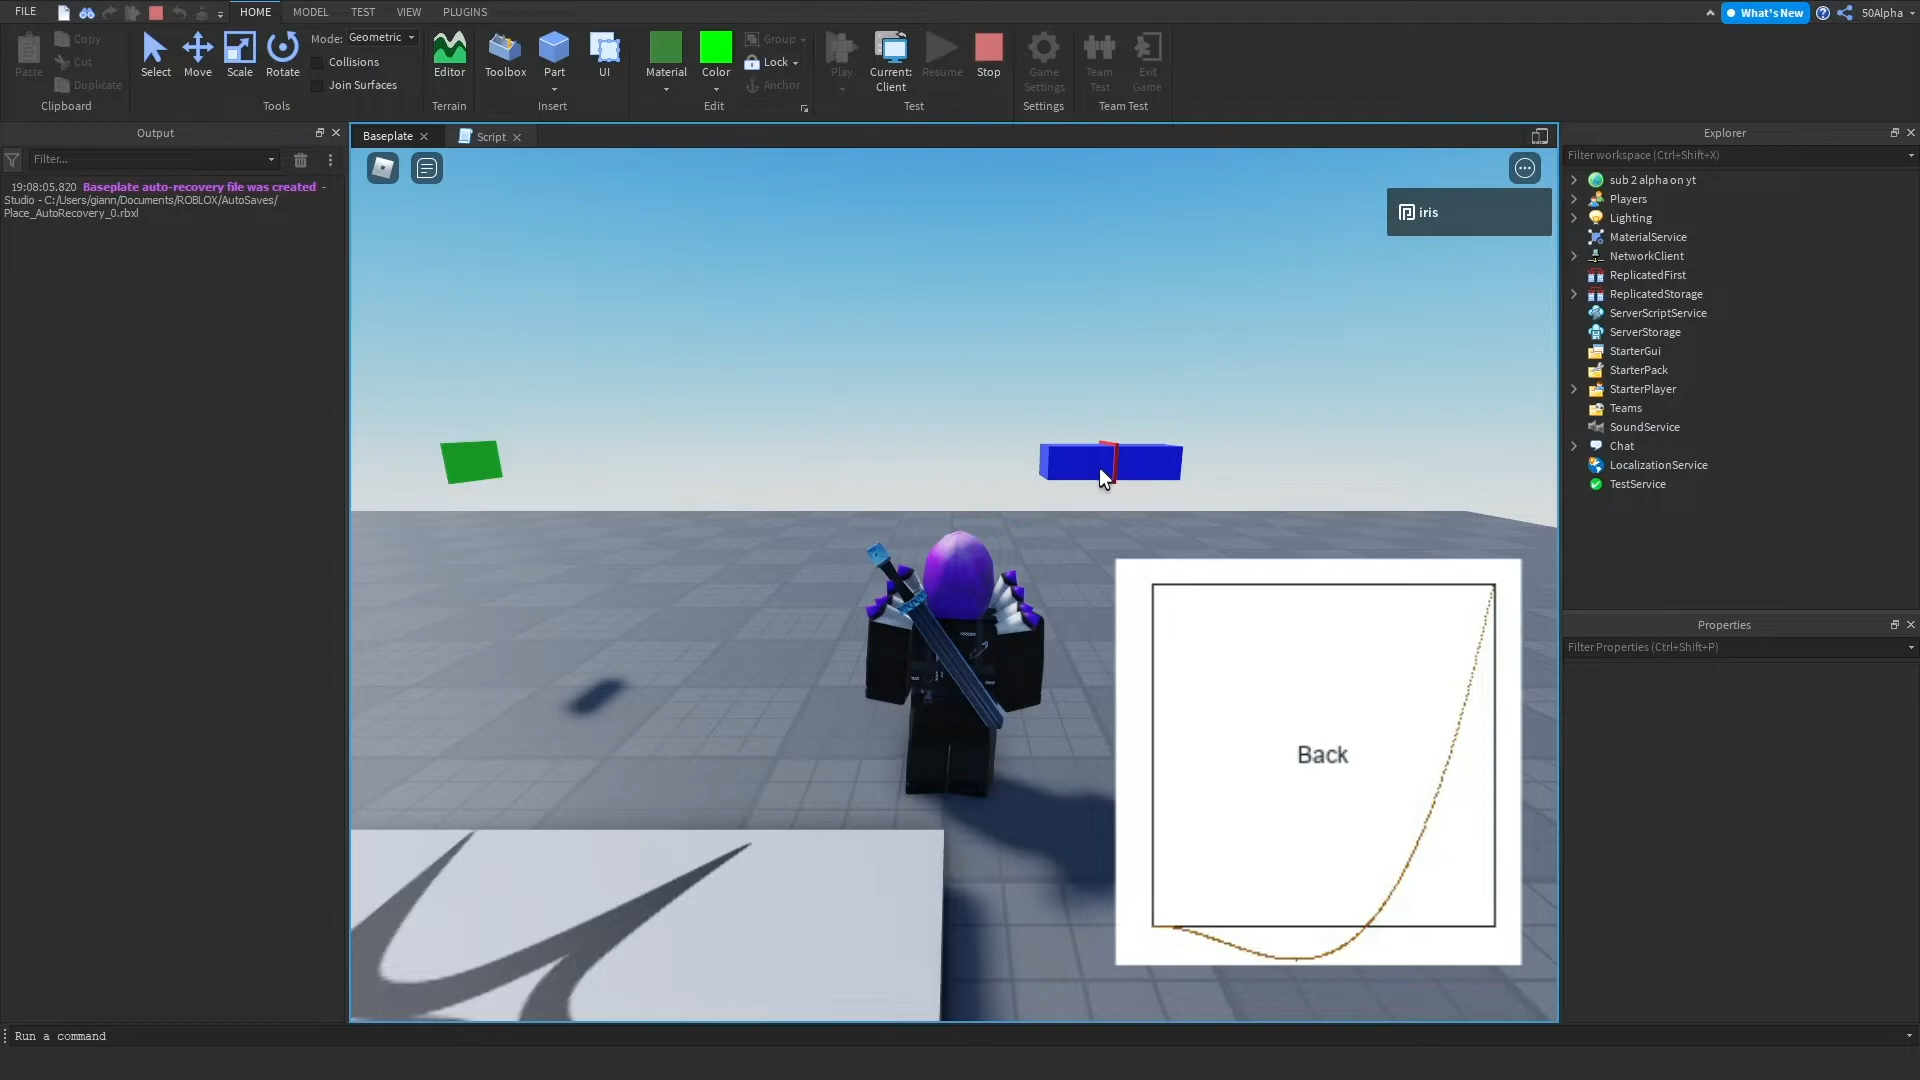 FILE
HOME
MODEL
TEST
VIEW
PLUGINS
What's New
50Alpha
Paste
Copy
Cut
Duplicate
Clipboard
Select
Move
Scale
Rotate
Mode: Geometric
Collisions
Join Surfaces
Tools
Editor
Terrain
Toolbox
Part
UI
Insert
Material
Color
Group
Lock
Anchor
Edit
Play
Current:
Client
Resume
Stop
Test
Game
Settings
Settings
Team
Test
Exit
Game
Team Test
Output
Filter...
19:08:05.820 Baseplate auto-recovery file was created -
Studio - C:/Users/giann/Documents/ROBLOX/AutoSaves/
Place_AutoRecovery_0.rbxl
Baseplate
Script
iris
Back
Explorer
Filter workspace (Ctrl+Shift+X)
sub 2 alpha on yt
Players
Lighting
MaterialService
NetworkClient
ReplicatedFirst
ReplicatedStorage
ServerScriptService
ServerStorage
StarterGui
StarterPack
StarterPlayer
Teams
SoundService
Chat
LocalizationService
TestService
Properties
Filter Properties (Ctrl+Shift+P)
Run a command